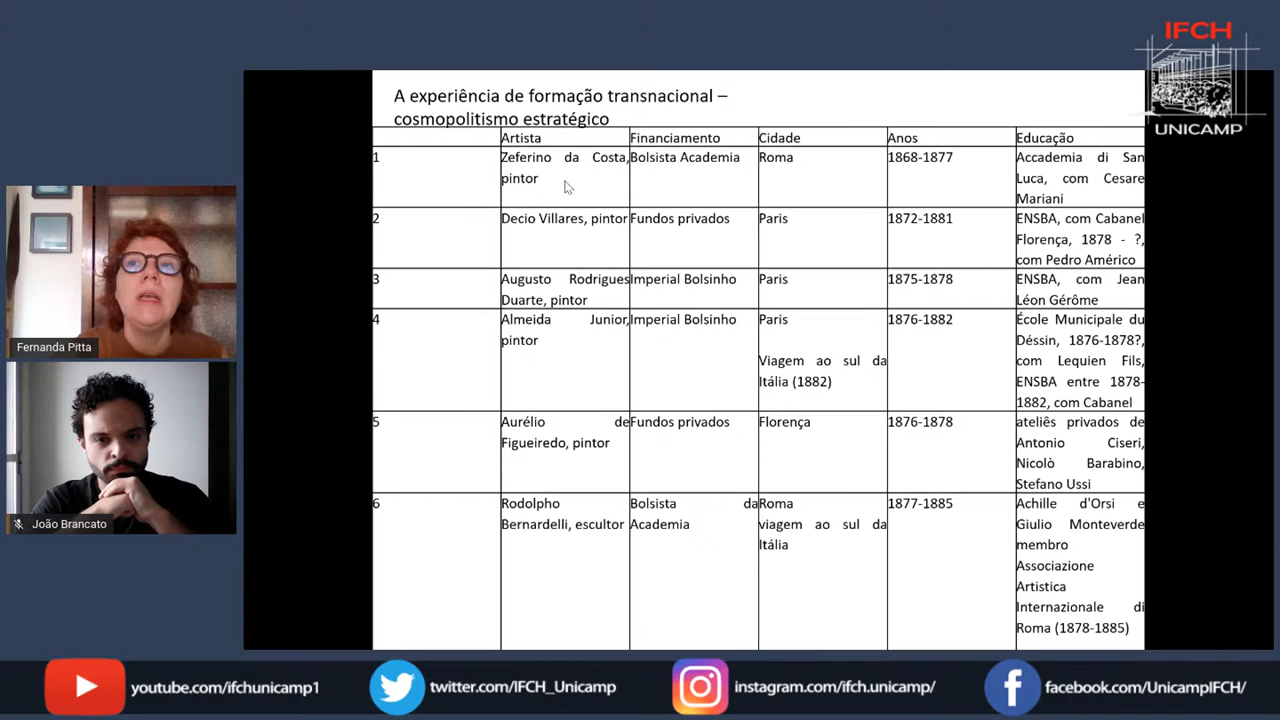 IFCH
UNICAMP
A experiência de formação transnacional –
cosmopolitismo estratégico
Artista Financiamento Cidade Anos Educação
1 Zeferino da Costa, Bolsista Academia Roma 1868-1877 Accademia di San
pintor Luca, com Cesare
Mariani
2 Decio Villares, pintor Fundos privados Paris 1872-1881 ENSBA, com Cabanel
Florença, 1878 - ?,
com Pedro Américo
3 Augusto Rodrigues Imperial Bolsinho Paris 1875-1878 ENSBA, com Jean
Duarte, pintor Léon Gérôme
4 Almeida Junior, Imperial Bolsinho Paris 1876-1882 École Municipale du
pintor Déssin, 1876-1878?,
Viagem ao sul da com Lequien Fils,
Itália (1882) ENSBA entre 1878-
1882, com Cabanel
5 Aurélio de Fundos privados Florença 1876-1878 ateliês privados de
Figueiredo, pintor Antonio Ciseri,
Nicolò Barabino,
Stefano Ussi
6 Rodolpho Bolsista da Roma 1877-1885 Achille d'Orsi e
Bernardelli, escultor Academia viagem ao sul da Giulio Monteverde
Itália membro
Associazione
Artistica
Internazionale di
Roma (1878-1885)
Fernanda Pitta
João Brancato
youtube.com/ifchunicamp1
twitter.com/IFCH_Unicamp
instagram.com/ifch.unicamp/
facebook.com/UnicampIFCH/